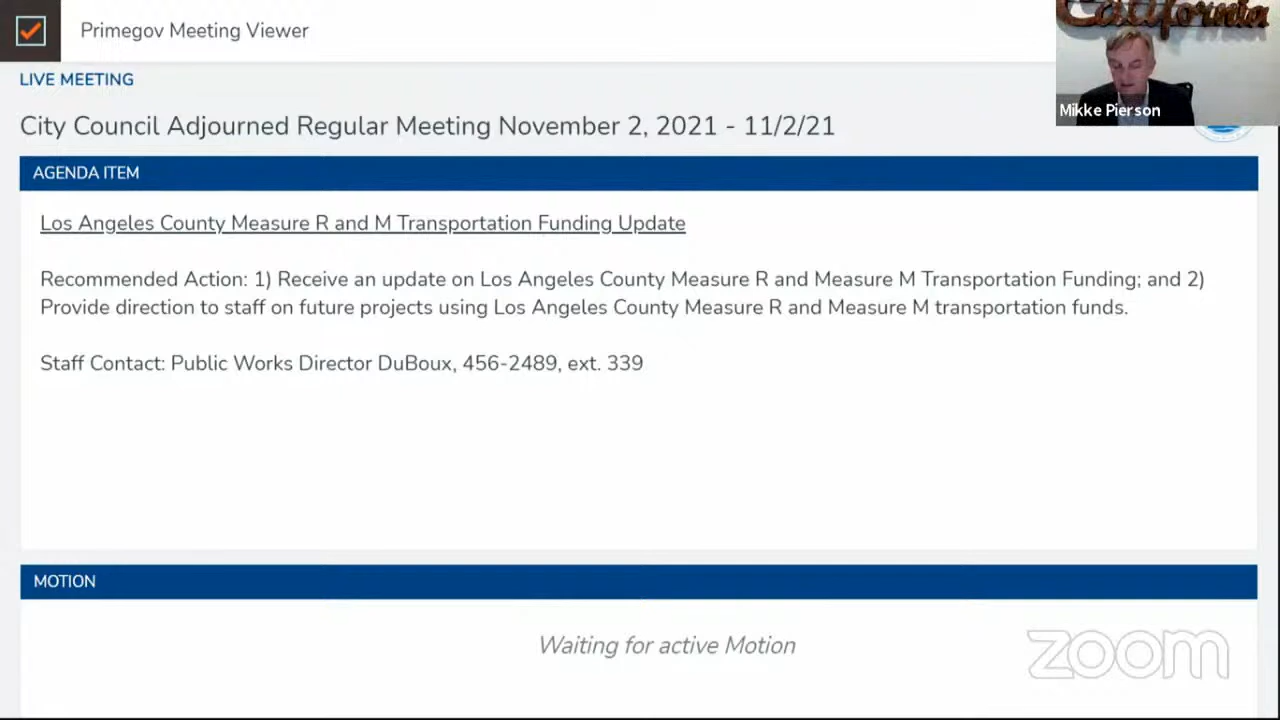 Primegov Meeting Viewer
California
Mikke Pierson
LIVE MEETING
City Council Adjourned Regular Meeting November 2, 2021 - 11/2/21
AGENDA ITEM
Los Angeles County Measure R and M Transportation Funding Update
Recommended Action: 1) Receive an update on Los Angeles County Measure R and Measure M Transportation Funding; and 2)
Provide direction to staff on future projects using Los Angeles County Measure R and Measure M transportation funds.
Staff Contact: Public Works Director DuBoux, 456-2489, ext. 339
MOTION
Waiting for active Motion
zoom